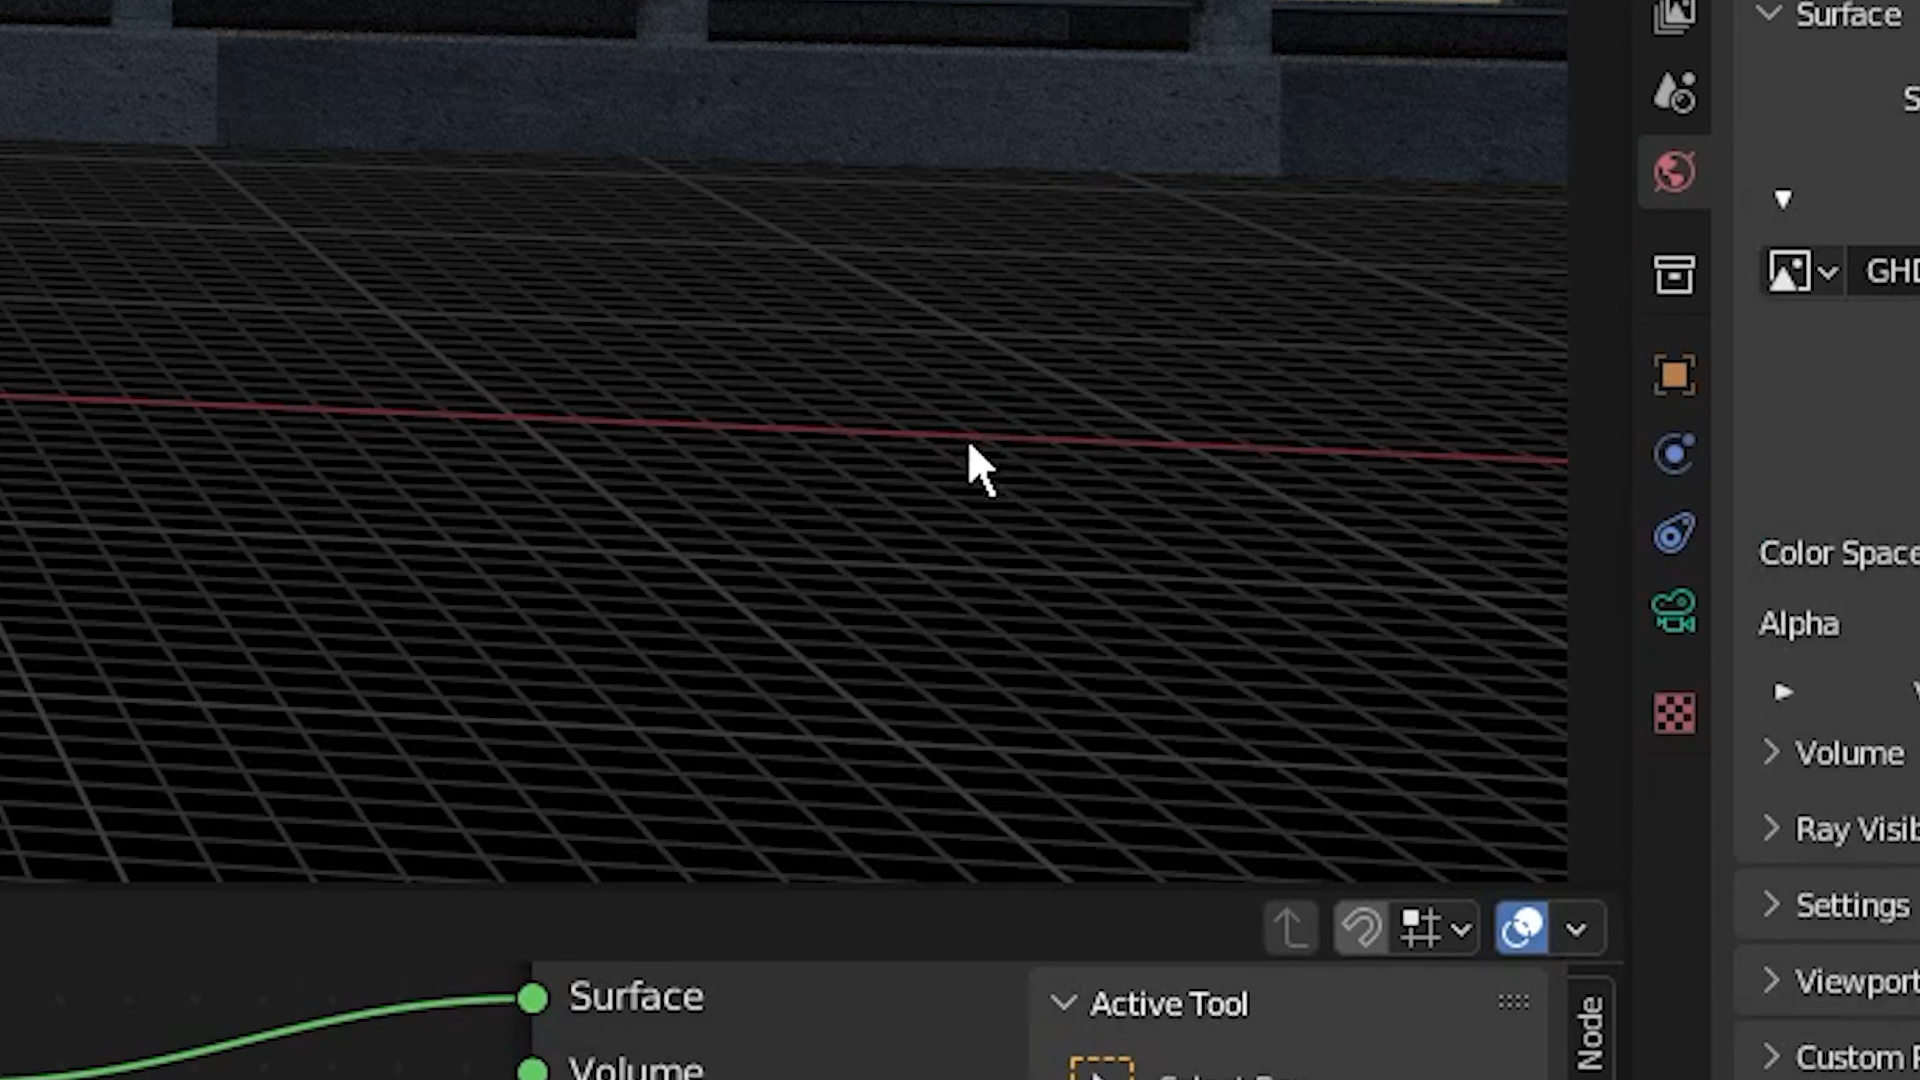 Surface
S
GHD
Color Space
Alpha
Volume
Ray Visib
Settings
Viewport
Custom P
Surface
Active Tool
Node
Volume